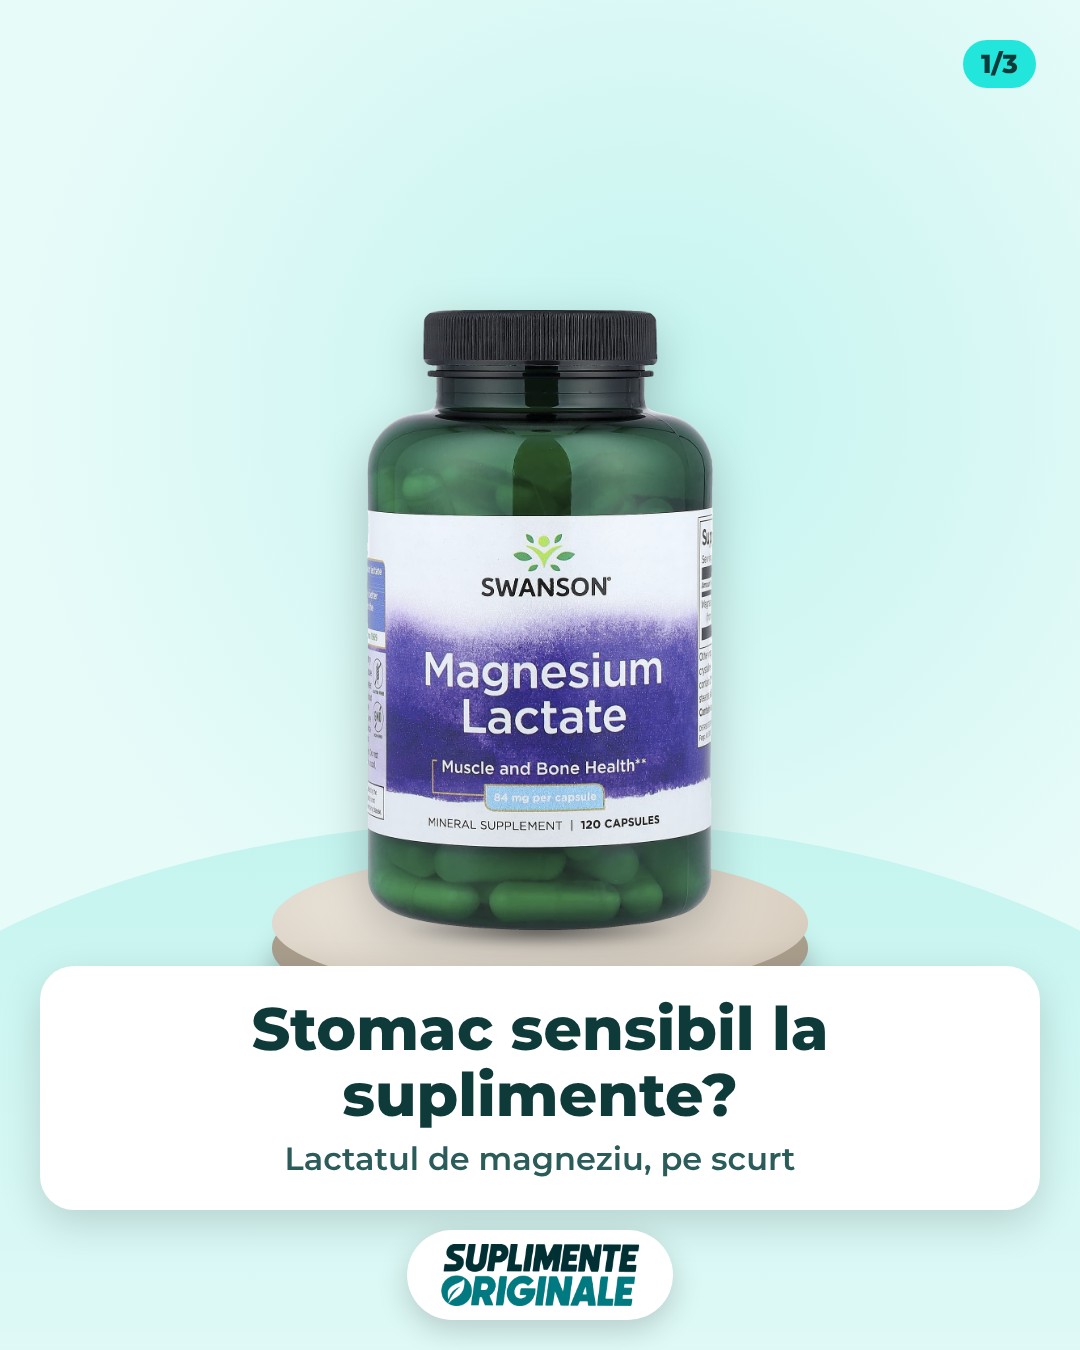 1/3
SWANSON
Magnesium
Lactate
Muscle and Bone Health**
84 mg per capsule
MINERAL SUPPLEMENT | 120 CAPSULES
Stomac sensibil la
suplimente?
Lactatul de magneziu, pe scurt
SUPLIMENTE
ORIGINALE